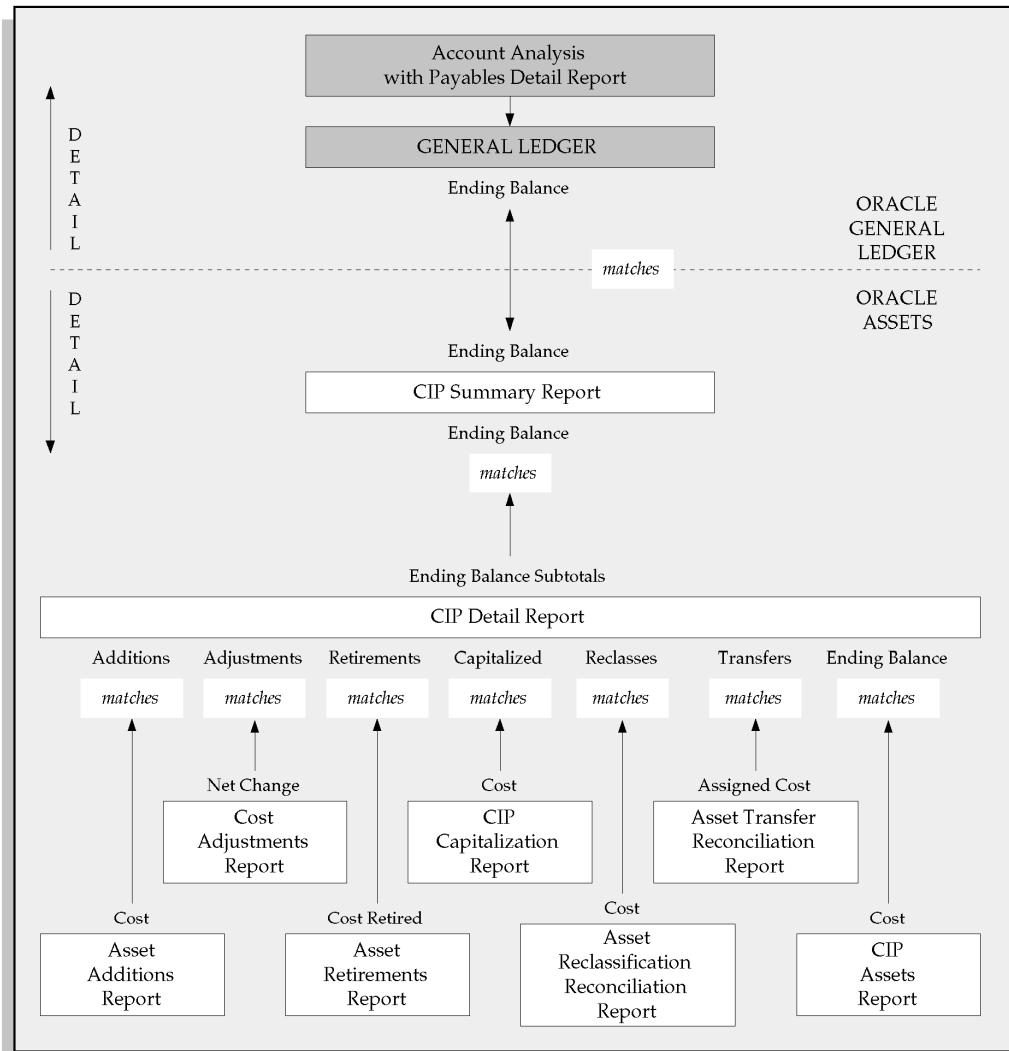 Account Analysis
with Payables Detail Report
GENERAL LEDGER
Ending Balance
DETAIL
ORACLE
GENERAL
LEDGER
matches
DETAIL
ORACLE
ASSETS
Ending Balance
CIP Summary Report
Ending Balance
matches
Ending Balance Subtotals
CIP Detail Report
Additions
Adjustments
Retirements
Capitalized
Reclasses
Transfers
Ending Balance
matches
matches
matches
matches
matches
matches
matches
Net Change
Cost
Adjustments
Report
Cost
CIP
Capitalization
Report
Assigned Cost
Asset Transfer
Reconciliation
Report
Cost
Asset
Additions
Report
Cost Retired
Asset
Retirements
Report
Cost
Asset
Reclassification
Reconciliation
Report
Cost
CIP
Assets
Report